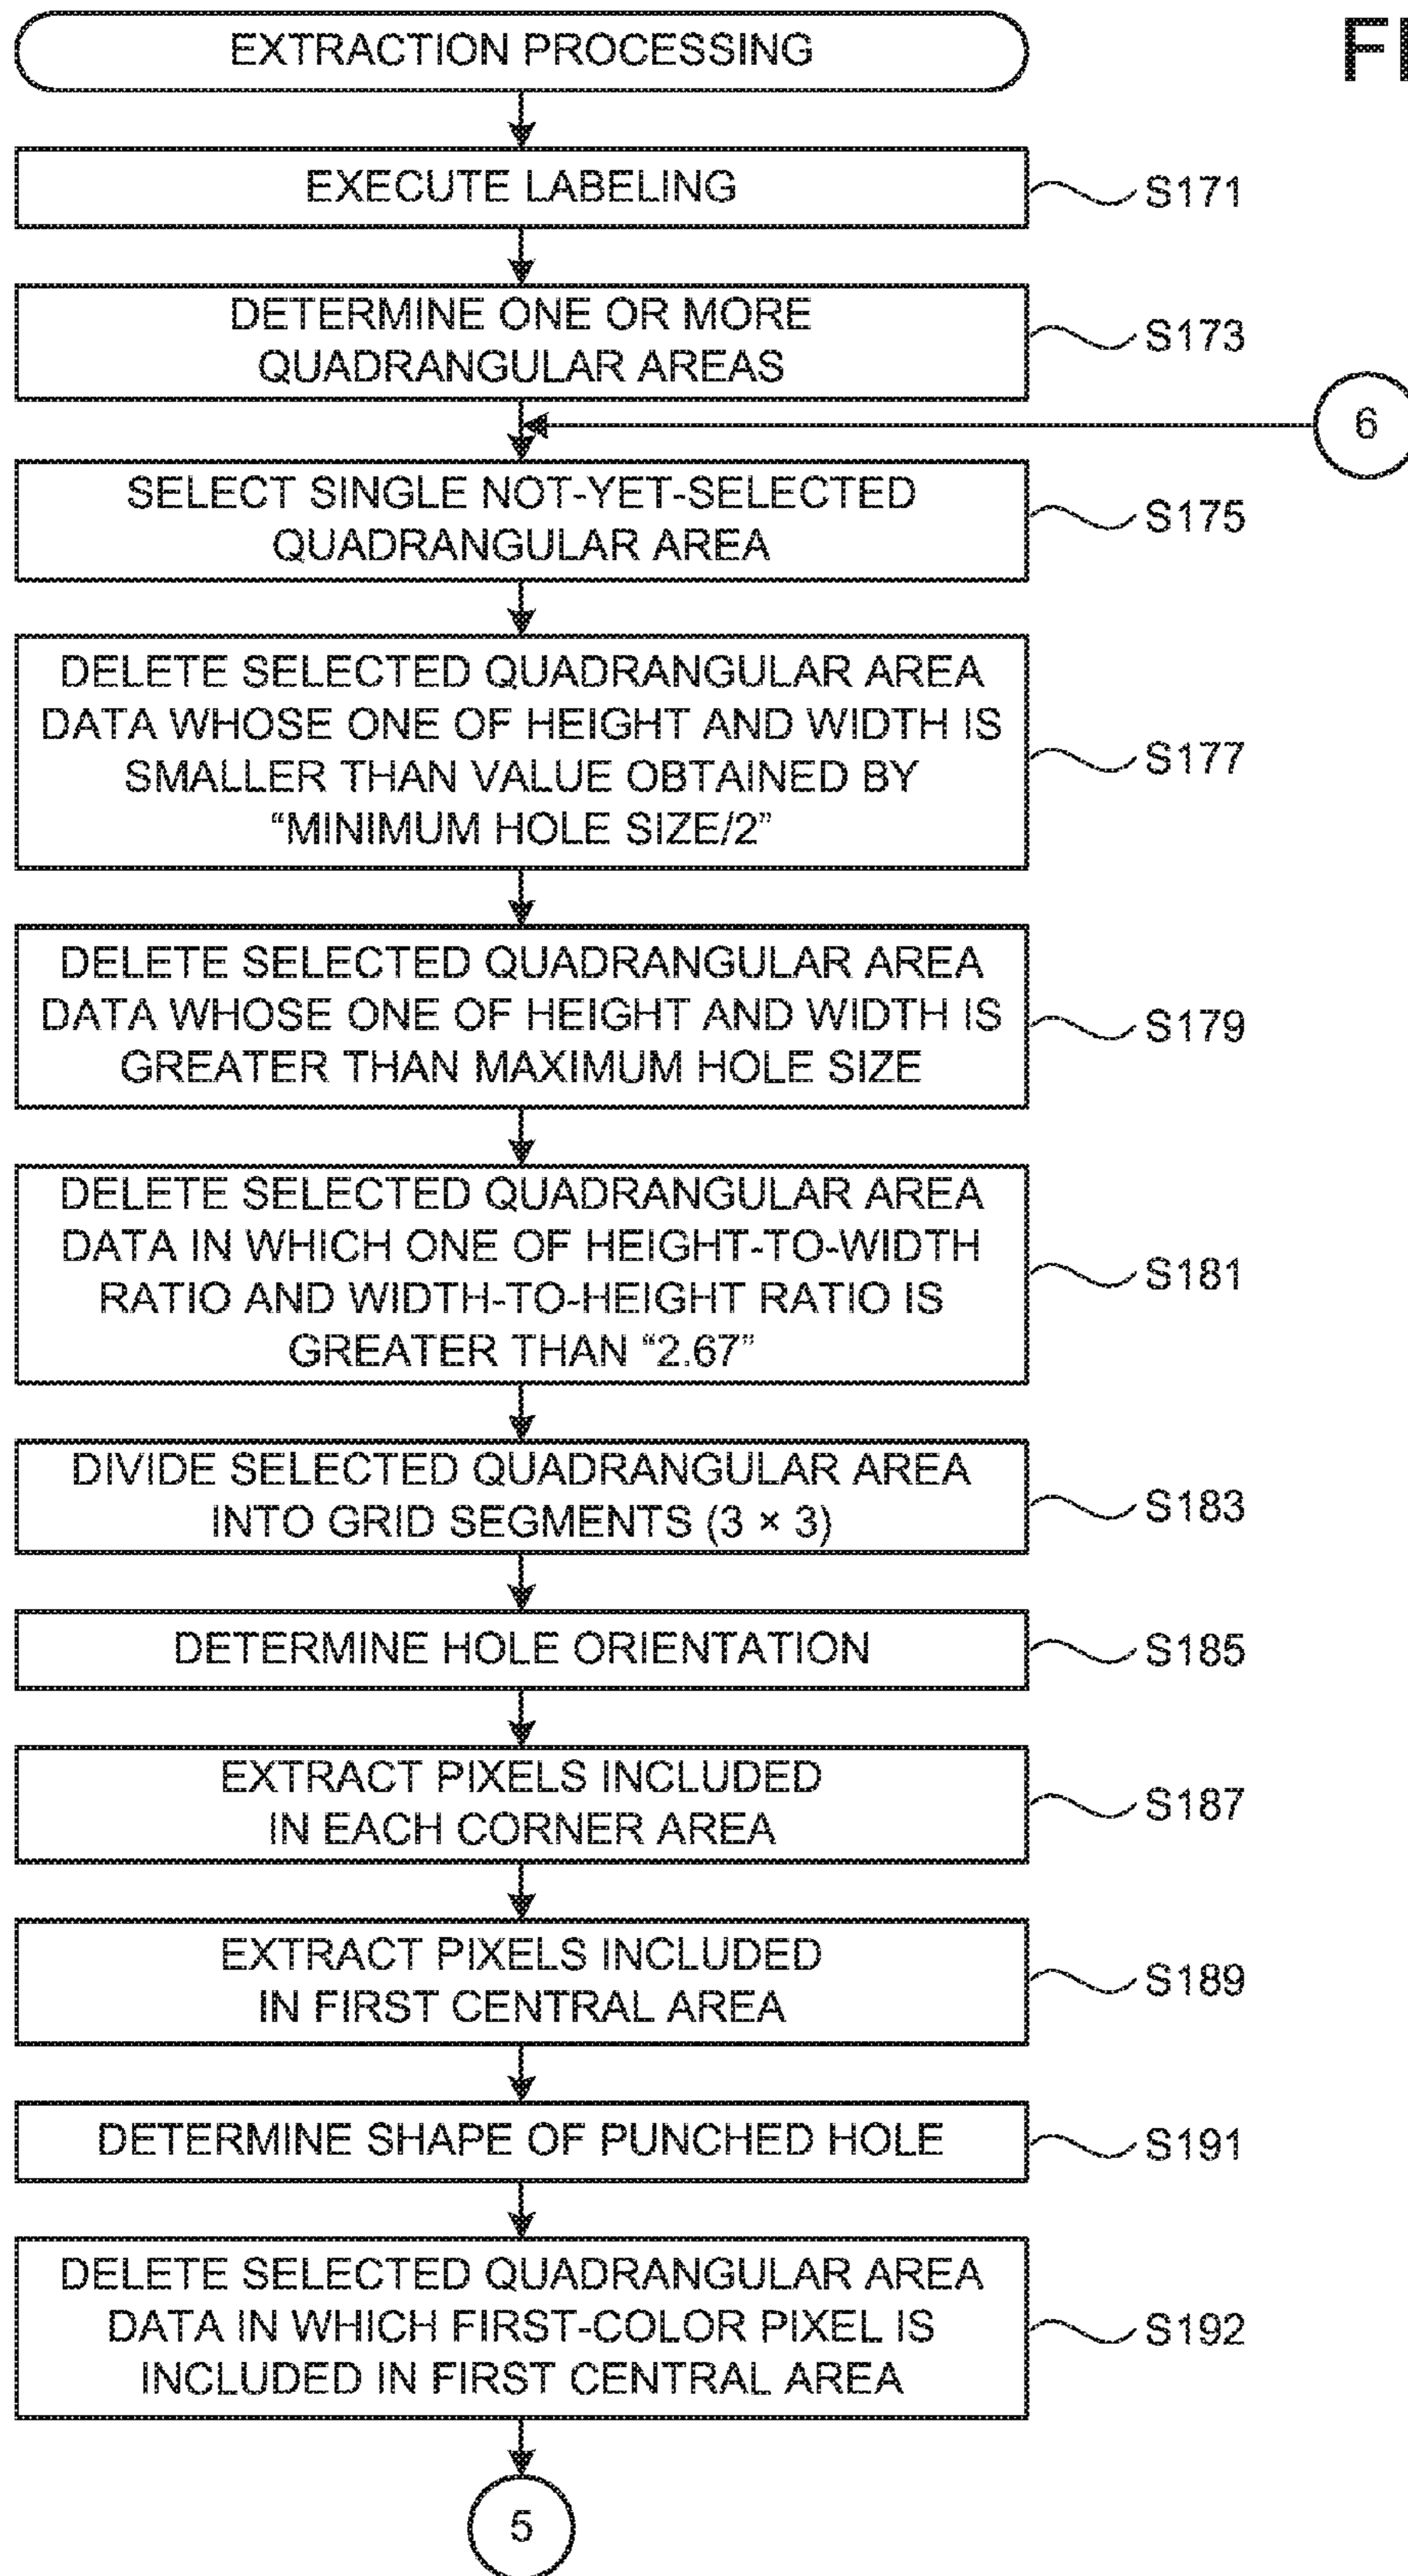 EXTRACTION PROCESSING
EXECUTE LABELING
S171
DETERMINE ONE OR MORE
QUADRANGULAR AREAS
S173
6
SELECT SINGLE NOT-YET-SELECTED
QUADRANGULAR AREA
S175
DELETE SELECTED QUADRANGULAR AREA
DATA WHOSE ONE OF HEIGHT AND WIDTH IS
SMALLER THAN VALUE OBTAINED BY
“MINIMUM HOLE SIZE/2”
S177
DELETE SELECTED QUADRANGULAR AREA
DATA WHOSE ONE OF HEIGHT AND WIDTH IS
GREATER THAN MAXIMUM HOLE SIZE
S179
DELETE SELECTED QUADRANGULAR AREA
DATA IN WHICH ONE OF HEIGHT-TO-WIDTH
RATIO AND WIDTH-TO-HEIGHT RATIO IS
GREATER THAN “2.67”
S181
DIVIDE SELECTED QUADRANGULAR AREA
INTO GRID SEGMENTS (3 × 3)
S183
DETERMINE HOLE ORIENTATION
S185
EXTRACT PIXELS INCLUDED
IN EACH CORNER AREA
S187
EXTRACT PIXELS INCLUDED
IN FIRST CENTRAL AREA
S189
DETERMINE SHAPE OF PUNCHED HOLE
S191
DELETE SELECTED QUADRANGULAR AREA
DATA IN WHICH FIRST-COLOR PIXEL IS
INCLUDED IN FIRST CENTRAL AREA
S192
5